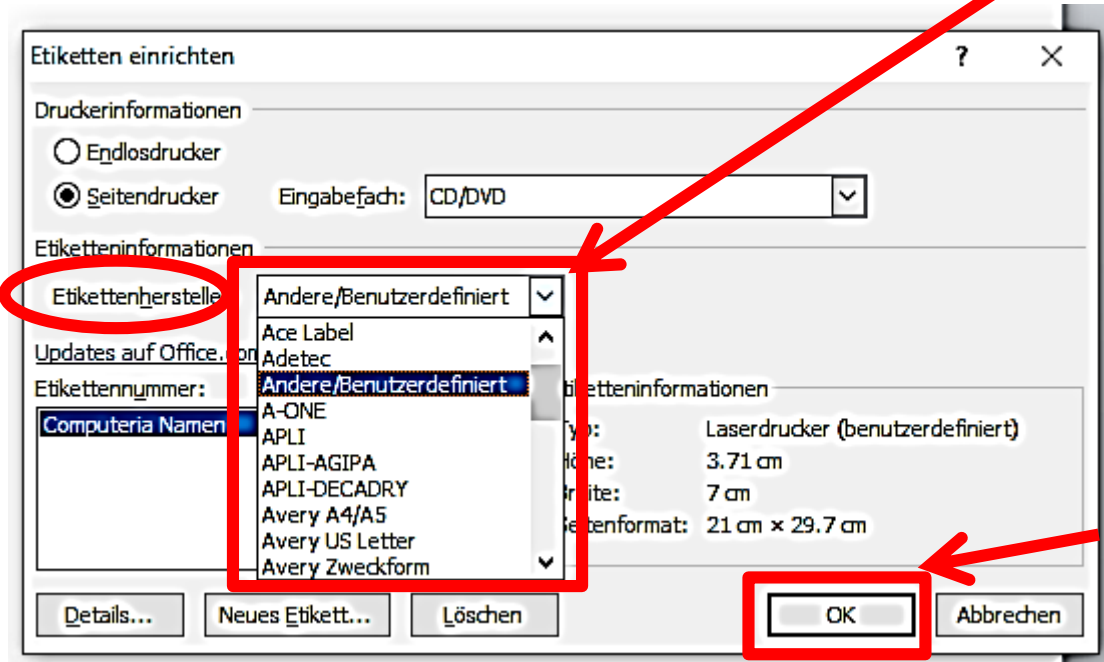 Etiketten einrichten ? ×
Druckerinformationen
Endlosdrucker
Seitendrucker Eingabefach: CD/DVD
Etiketteninformationen
Andere/Benutzerdefiniert
Ace Label
Updates auf
Adetec
Etikettennummer: Andere/Benutzerdefiniert
Computeria Namen A-ONE
APLI Laserdrucker (benutzerdefiniert)
APLI-AGIPA 3.71 cm
APLI-DECADRY 7 cm
Avery A4/A5 21 cm × 29.7 cm
Avery US Letter
Avery Zweckform
Details... Neues Etikett... Löschen OK Abbrechen